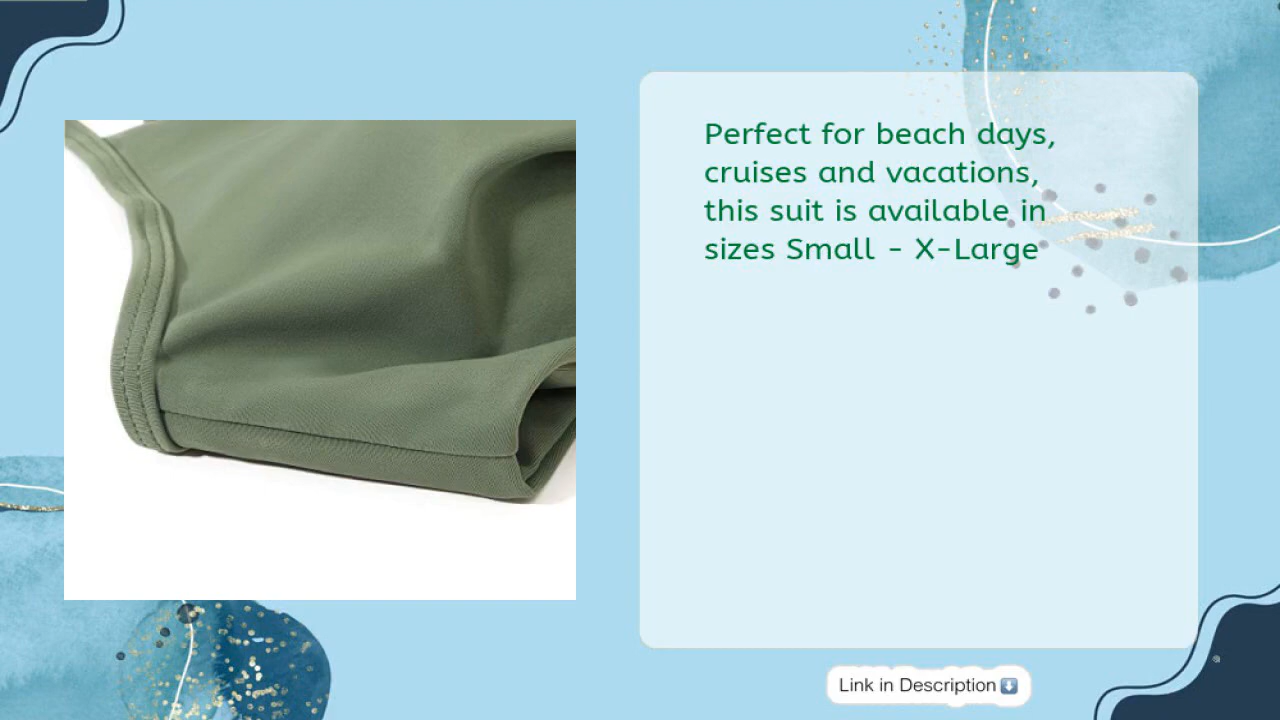 Perfect for beach days,
cruises and vacations,
this suit is available in
sizes Small - X-Large
Link in Description ⬇️